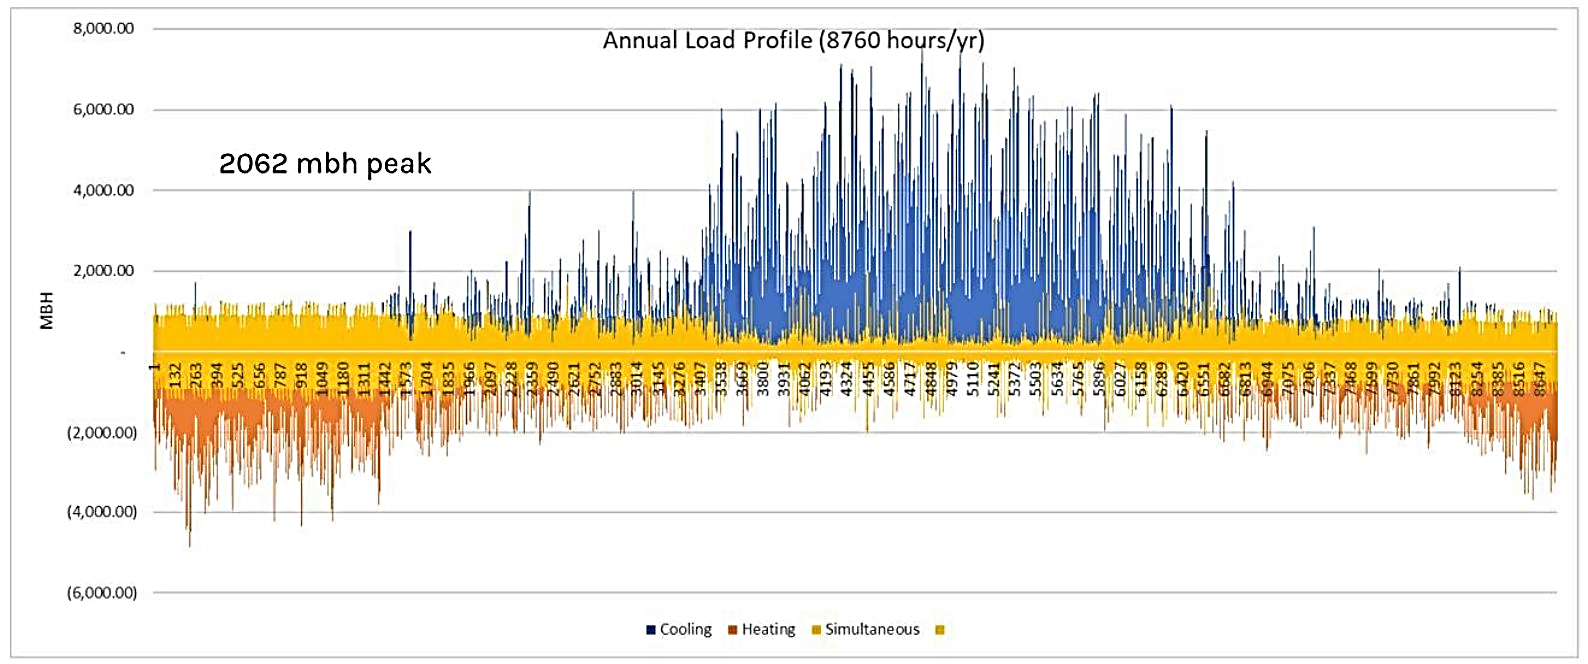 8,000.00
Annual Load Profile (8760 hours/yr)
6,000.00
2062 mbh peak
4,000.00
2,000.00
MBH
-
1 132 263 394 525 656 787 918 1049 1180 1311 1442 1573 1704 1835 1966 2097 2228 2359 2490 2621 2752 2883 3014 3145 3276 3407 3538 3669 3800 3931 4062 4193 4324 4455 4586 4717 4848 4979 5110 5241 5372 5503 5634 5765 5896 6027 6158 6289 6420 6551 6682 6813 6944 7075 7206 7337 7468 7599 7730 7861 7992 8123 8254 8385 8516 8647
(2,000.00)
(4,000.00)
(6,000.00)
Cooling Heating Simultaneous